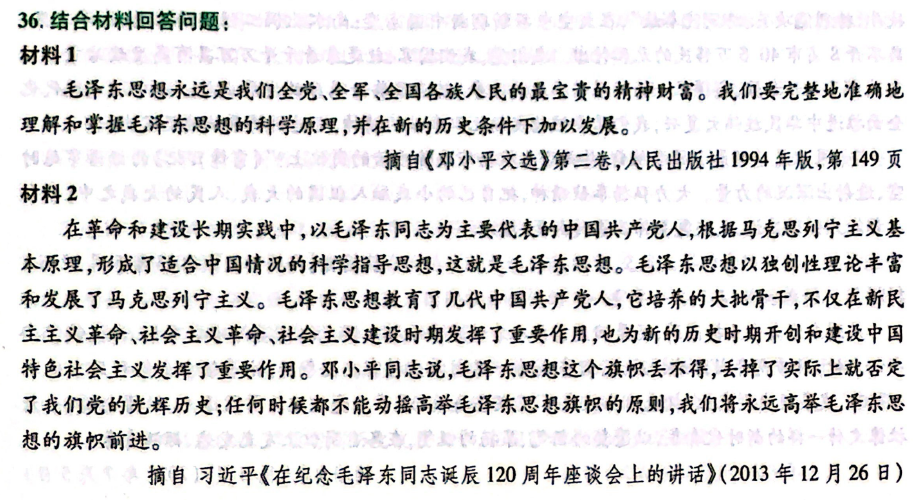 36.结合材料回答问题:
材料1
毛泽东思想永远是我们全党、全军、全国各族人民的最宝贵的精神财富。我们要完整地准确地
理解和掌握毛泽东思想的科学原理,并在新的历史条件下加以发展。
摘自《邓小平文选》第二卷,人民出版社1994年版,第149页
材料2
在革命和建设长期实践中,以毛泽东同志为主要代表的中国共产党人,根据马克思列宁主义基
本原理,形成了适合中国情况的科学指导思想,这就是毛泽东思想。毛泽东思想以独创性理论丰富
和发展了马克思列宁主义。毛泽东思想教育了几代中国共产党人,它培养的大批骨干,不仅在新民
主主义革命、社会主义革命、社会主义建设时期发挥了重要作用,也为新的历史时期开创和建设中国
特色社会主义发挥了重要作用。邓小平同志说,毛泽东思想这个旗帜丢不得,丢掉了实际上就否定
了我们党的光辉历史;任何时候都不能动摇高举毛泽东思想旗帜的原则,我们将永远高举毛泽东思
想的旗帜前进。
摘自 习近平《在纪念毛泽东同志诞辰120周年座谈会上的讲话》(2013年12月26日)